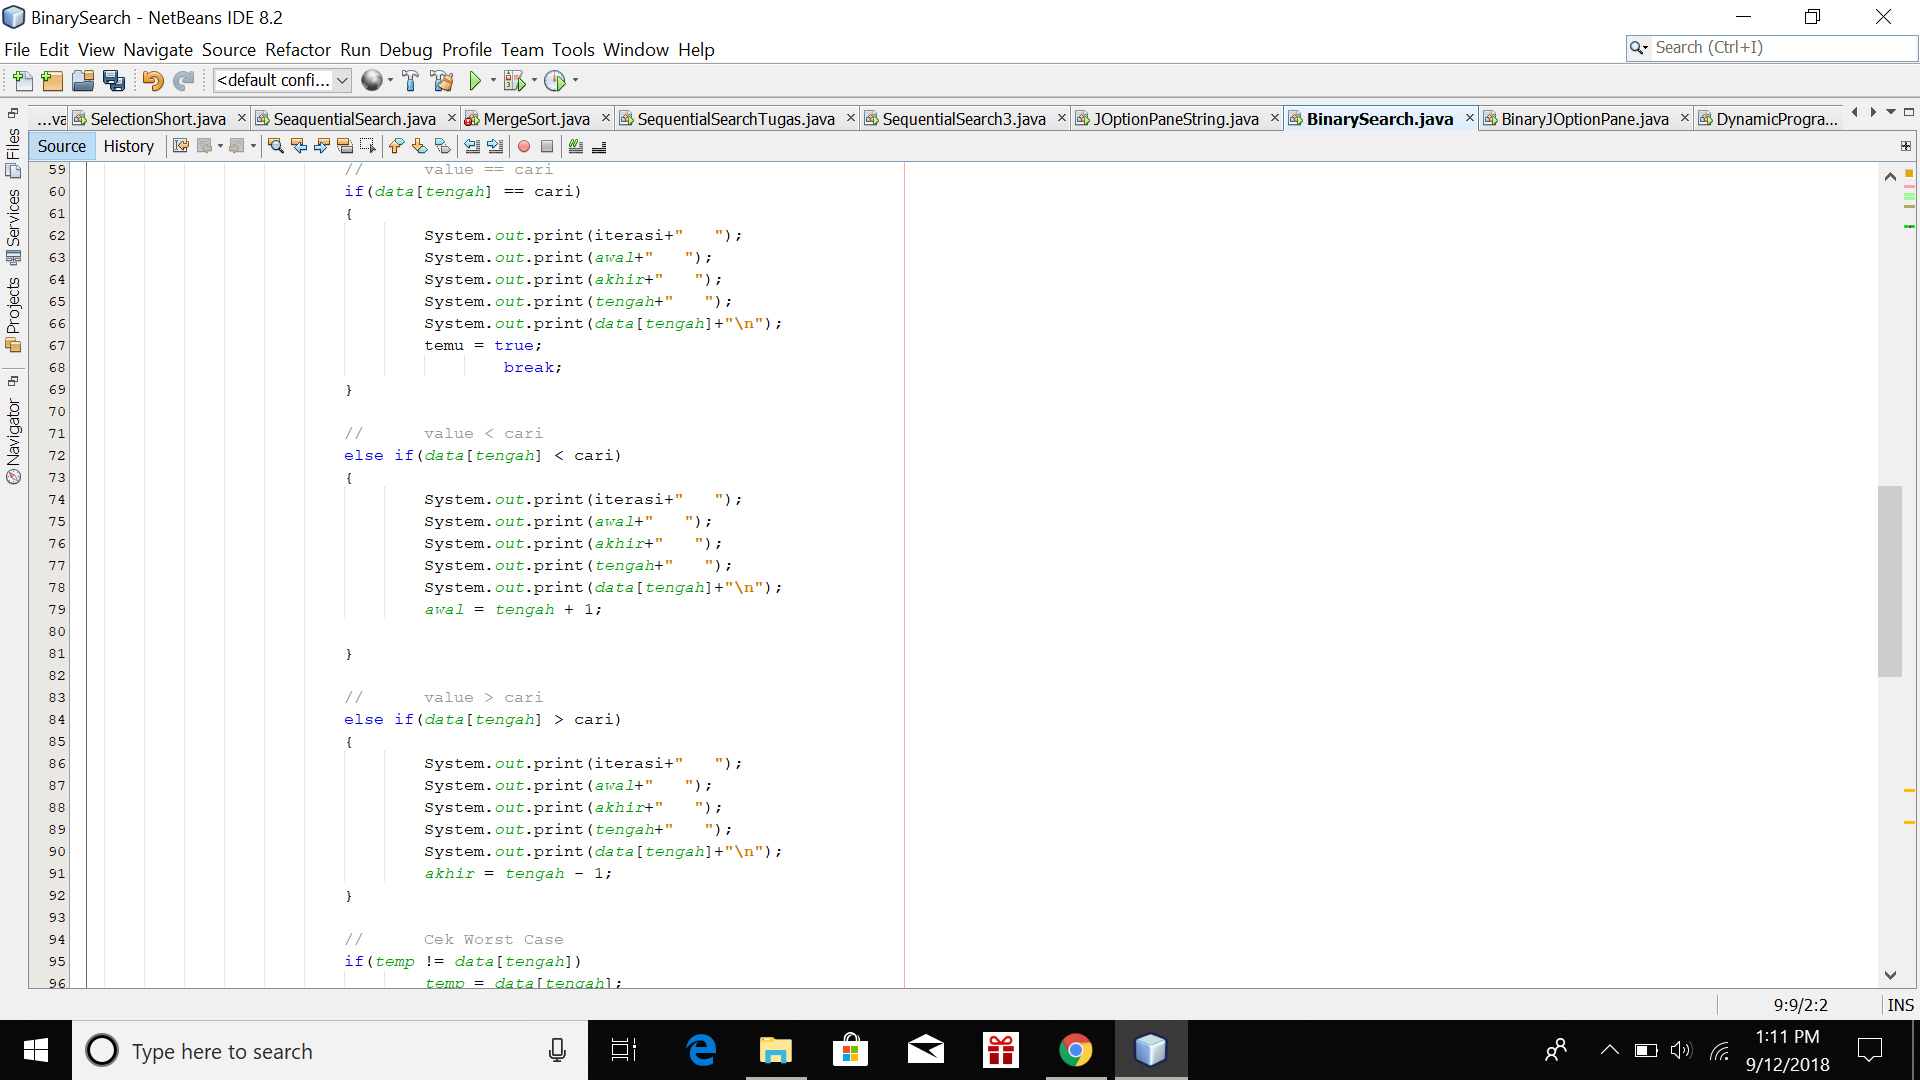 BinarySearch - NetBeans IDE 8.2
File Edit View Navigate Source Refactor Run Debug Profile Team Tools Window Help
Search (Ctrl+I)
<default confi...
...va SelectionShort.java SeaquentialSearch.java MergeSort.java SequentialSearchTugas.java SequentialSearch3.java JOptionPaneString.java BinarySearch.java BinaryJOptionPane.java DynamicProgra...
Source History
Files
Services
Projects
Navigator
59 // value == cari
60 if(data[tengah] == cari)
61 {
62 System.out.print(iterasi+"   ");
63 System.out.print(awal+"   ");
64 System.out.print(akhir+"   ");
65 System.out.print(tengah+"   ");
66 System.out.print(data[tengah]+"\n");
67 temu = true;
68 break;
69 }
70
71 // value < cari
72 else if(data[tengah] < cari)
73 {
74 System.out.print(iterasi+"   ");
75 System.out.print(awal+"   ");
76 System.out.print(akhir+"   ");
77 System.out.print(tengah+"   ");
78 System.out.print(data[tengah]+"\n");
79 awal = tengah + 1;
80
81 }
82
83 // value > cari
84 else if(data[tengah] > cari)
85 {
86 System.out.print(iterasi+"   ");
87 System.out.print(awal+"   ");
88 System.out.print(akhir+"   ");
89 System.out.print(tengah+"   ");
90 System.out.print(data[tengah]+"\n");
91 akhir = tengah - 1;
92 }
93
94 // Cek Worst Case
95 if(temp != data[tengah])
96 temp = data[tengah];
9:9/2:2 INS
Type here to search
1:11 PM
9/12/2018